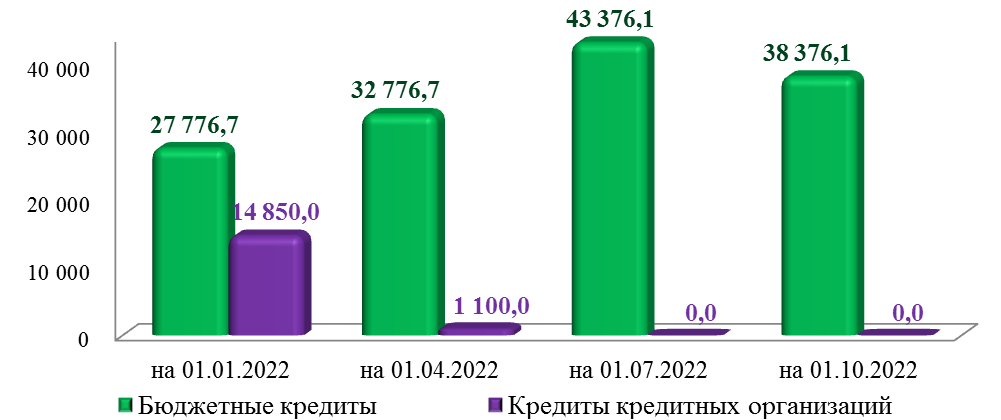 43 376,1
38 376,1
40 000
32 776,7
27 776,7
30 000
20 000
14 850,0
10 000
1 100,0
0,0
0,0
0
на 01.01.2022
на 01.04.2022
на 01.07.2022
на 01.10.2022
Бюджетные кредиты
Кредиты кредитных организаций